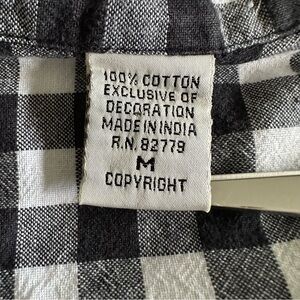 100% COTTON
EXCLUSIVE OF
DECORATION
MADE IN INDIA
R.N. 82779
M
COPYRIGHT